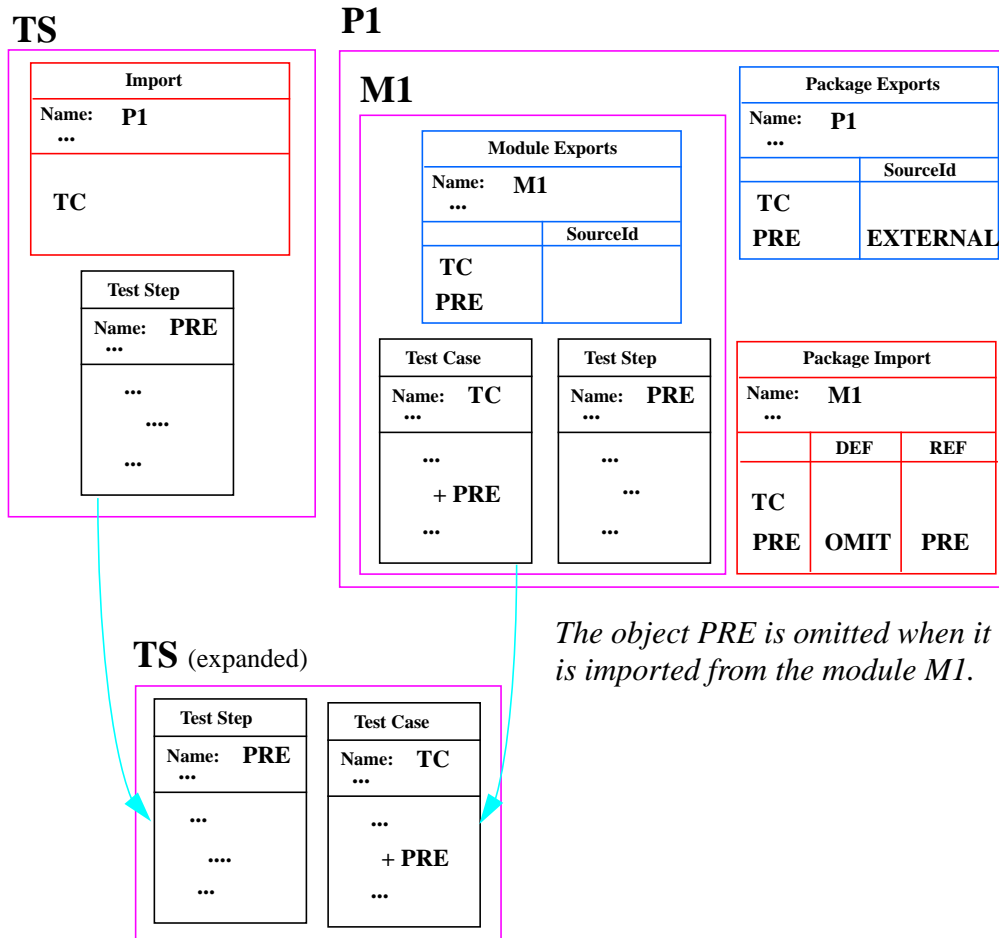 TS
Import
Name: P1
...
TC
Test Step
Name: PRE
...
...
....
...
P1
M1
Module Exports
Name: M1
...
SourceId
TC
PRE
Test Case
Name: TC
...
...
+ PRE
...
Test Step
Name: PRE
...
...
...
...
Package Exports
Name: P1
...
SourceId
TC
PRE EXTERNAL
Package Import
Name: M1
...
DEF REF
TC
PRE OMIT PRE
The object PRE is omitted when it
is imported from the module M1.
TS (expanded)
Test Step
Name: PRE
...
...
....
...
Test Case
Name: TC
...
...
+ PRE
...